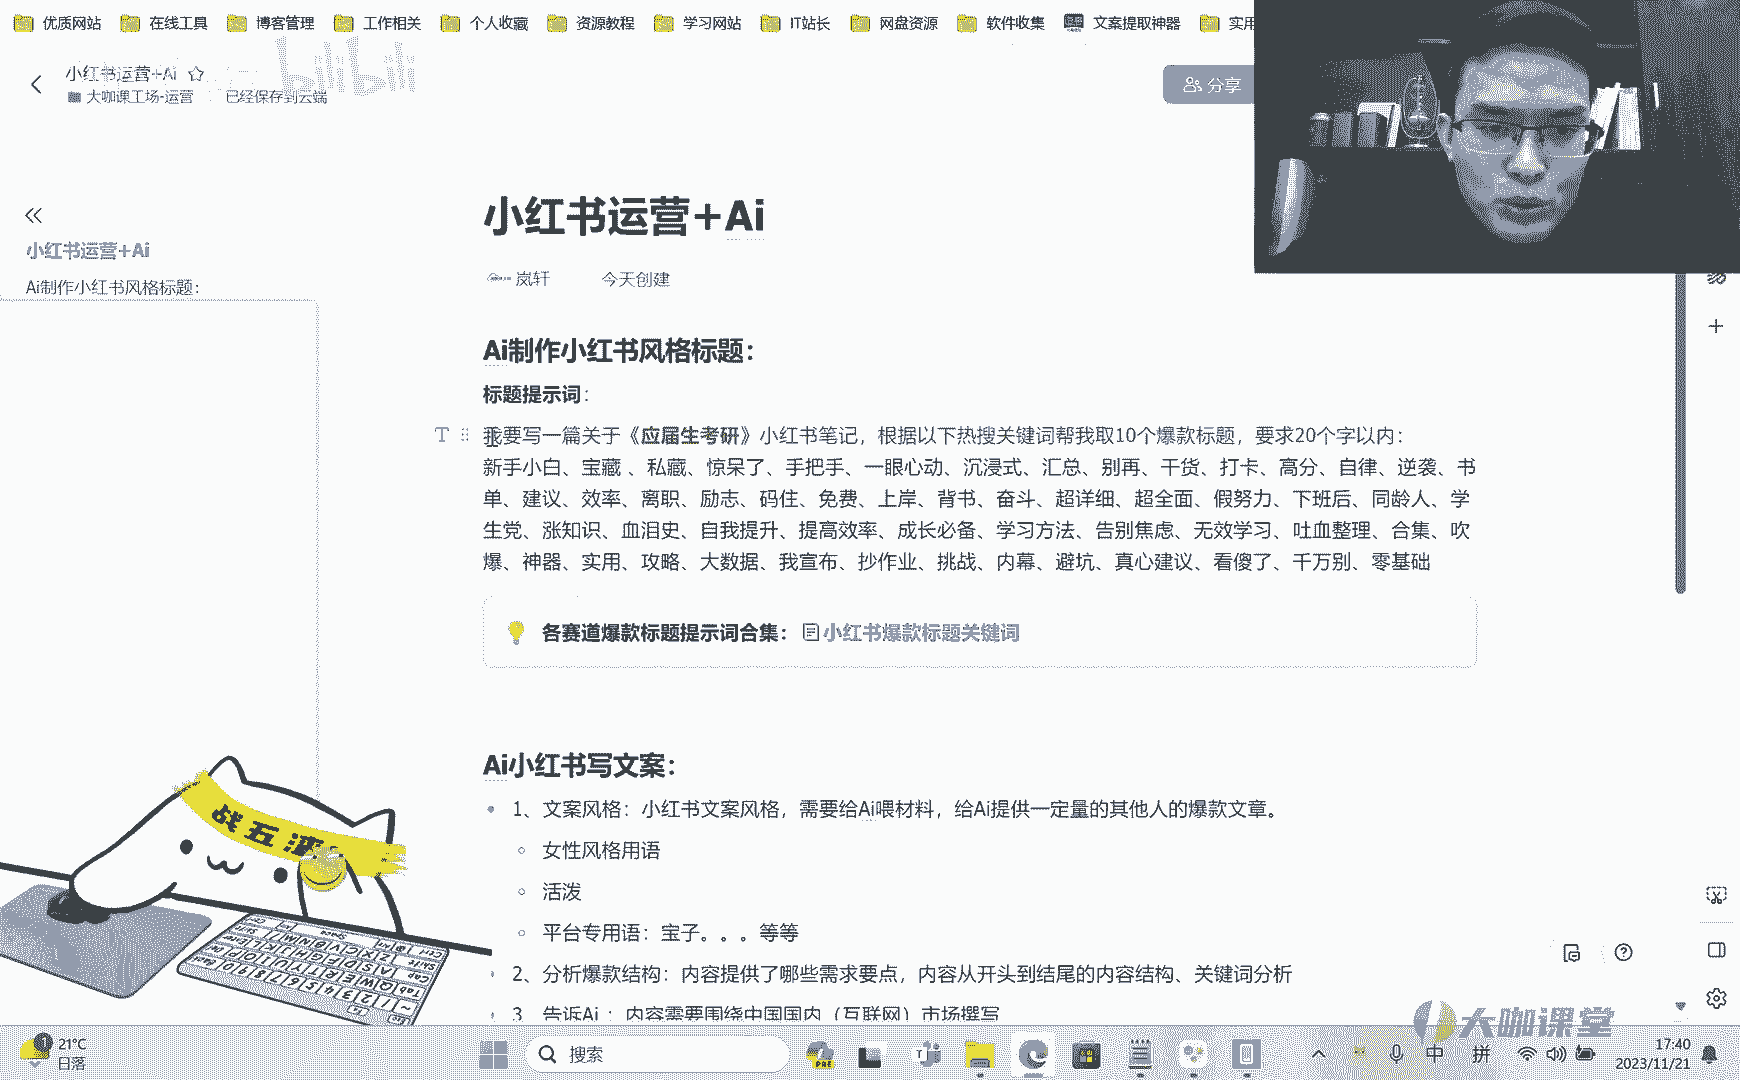 优质网站 在线工具 博客管理 工作相关 个人收藏 资源教程 学习网站 IT站长 网盘资源 软件收集 文案提取神器 实用
小红书运营+Ai
bilibili
大咖课工场-运营 已经保存到云端
分享
小红书运营+Ai
Ai制作小红书风格标题：
小红书运营+Ai
岚轩 今天创建
Ai制作小红书风格标题：
标题提示词：
我要写一篇关于《应届生考研》小红书笔记，根据以下热搜关键词帮我取10个爆款标题，要求20个字以内：
新手小白、宝藏 、私藏、惊呆了、手把手、一眼心动、沉浸式、汇总、别再、干货、打卡、高分、自律、逆袭、书
单、建议、效率、离职、励志、码住、免费、上岸、背书、奋斗、超详细、超全面、假努力、下班后、同龄人、学
生党、涨知识、血泪史、自我提升、提高效率、成长必备、学习方法、告别焦虑、无效学习、吐血整理、合集、吹
爆、神器、实用、攻略、大数据、我宣布、抄作业、挑战、内幕、避坑、真心建议、看傻了、千万别、零基础
各赛道爆款标题提示词合集： 小红书爆款标题关键词
Ai小红书写文案：
1、文案风格：小红书文案风格，需要给Ai喂材料，给Ai提供一定量的其他人的爆款文章。
女性风格用语
活泼
平台专用语：宝子。。。等等
2、分析爆款结构：内容提供了哪些需求要点，内容从开头到结尾的内容结构、关键词分析
3、告诉Ai ：内容需要围绕中国国内（互联网）市场撰写
战五渣
大咖课堂
21°C
日落
搜索
中 拼
17:40
2023/11/21